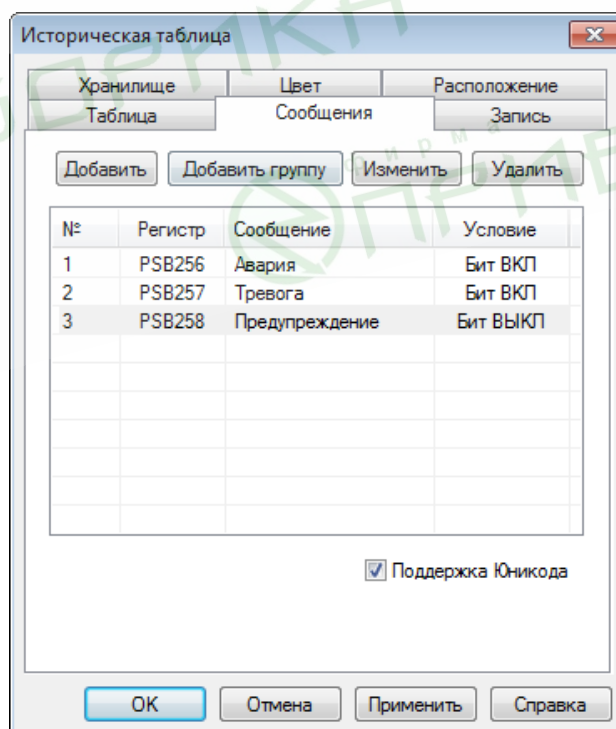 Историческая таблица
Хранилище Цвет Расположение
Таблица Сообщения Запись
Добавить Добавить группу Изменить Удалить
№ Регистр Сообщение Условие
1 PSB256 Авария Бит ВКЛ
2 PSB257 Тревога Бит ВКЛ
3 PSB258 Предупреждение Бит ВЫКЛ
Поддержка Юникода
OK Отмена Применить Справка
фирма